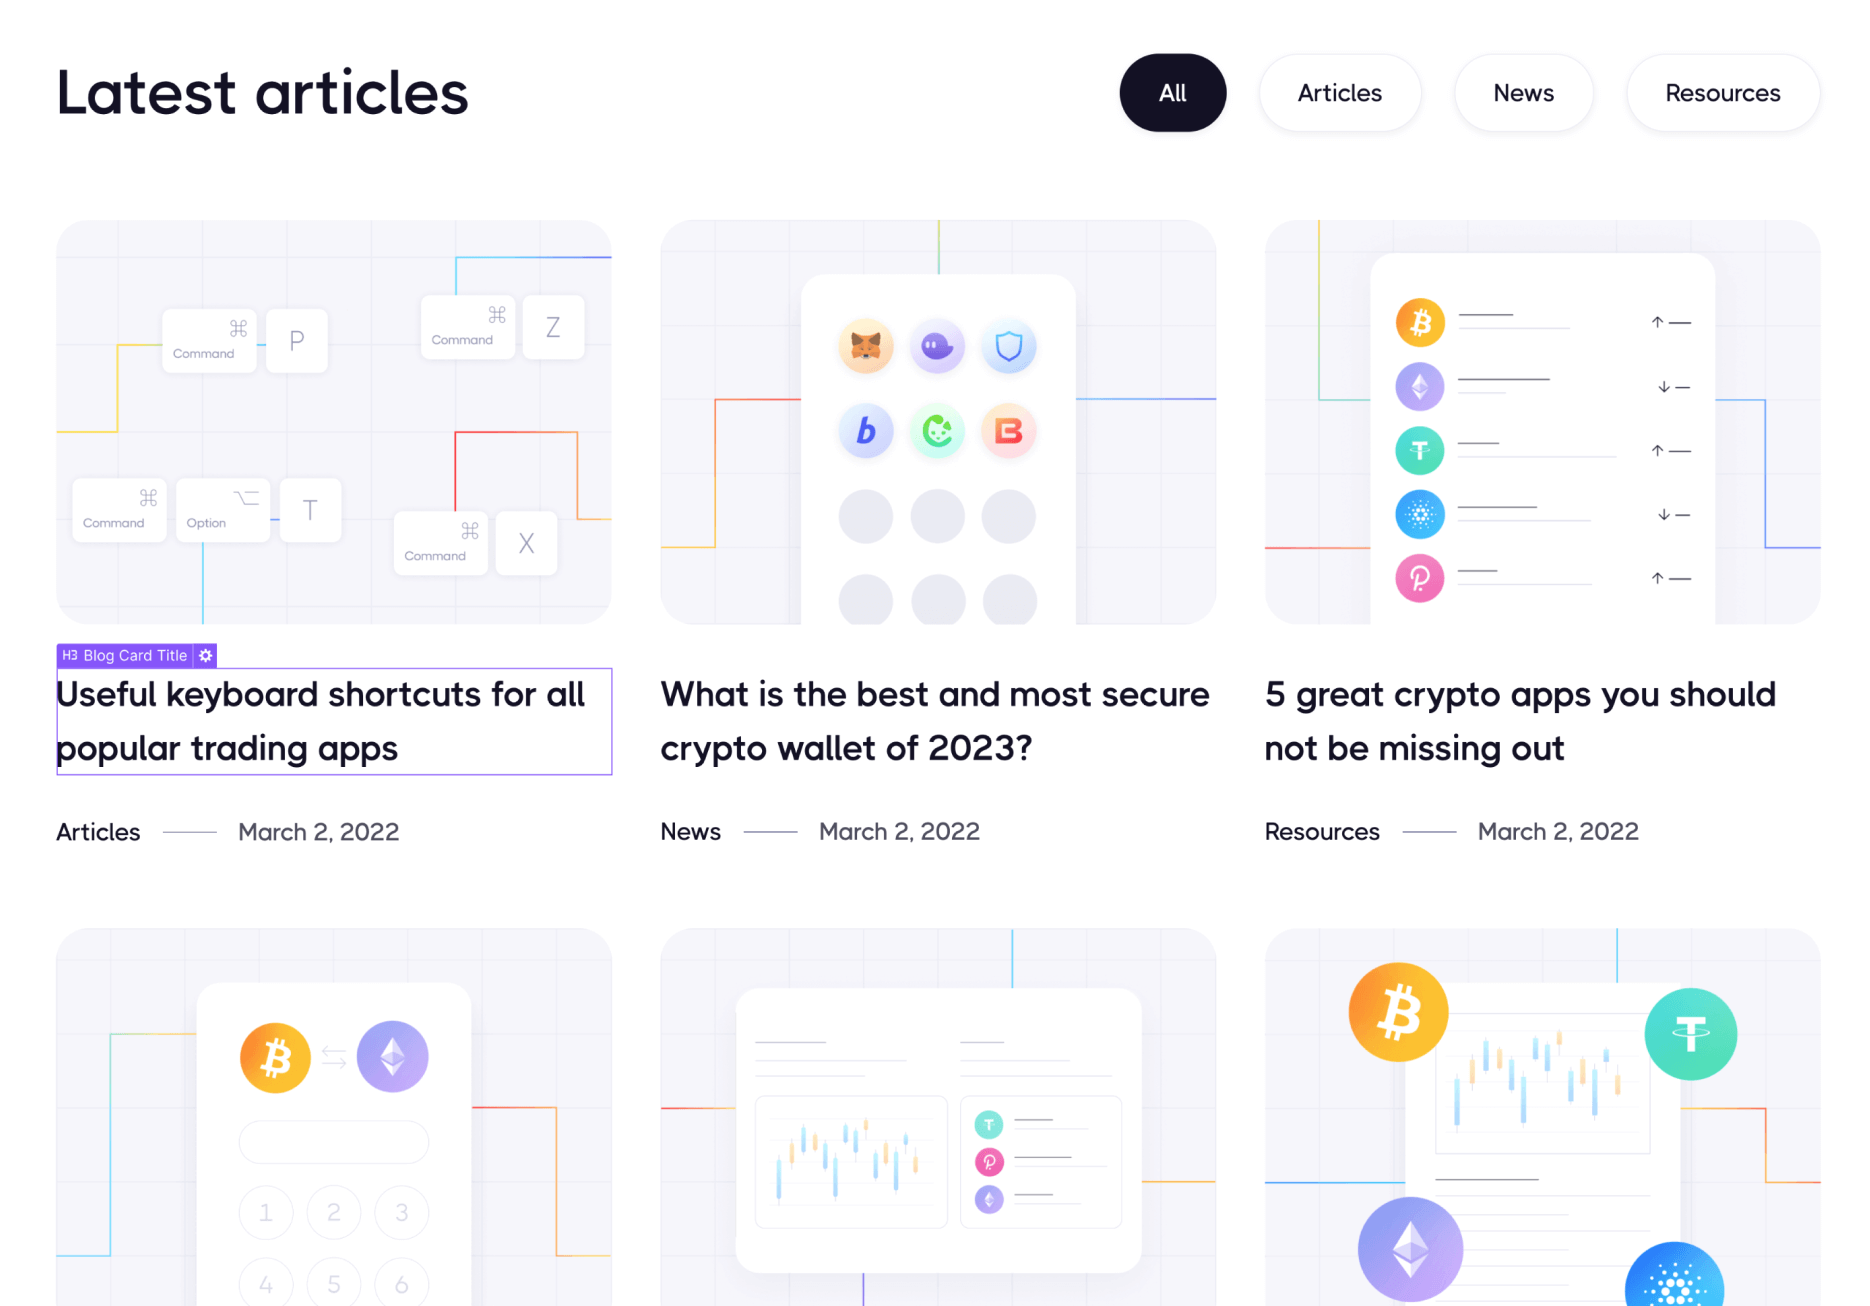 Latest articles
All
Articles
News
Resources
Command
P
Command
Z
Command
Option
T
Command
X
H3 Blog Card Title
Useful keyboard shortcuts for all
popular trading apps
Articles
March 2, 2022
What is the best and most secure
crypto wallet of 2023?
News
March 2, 2022
5 great crypto apps you should
not be missing out
Resources
March 2, 2022
1 2 3
4 5 6